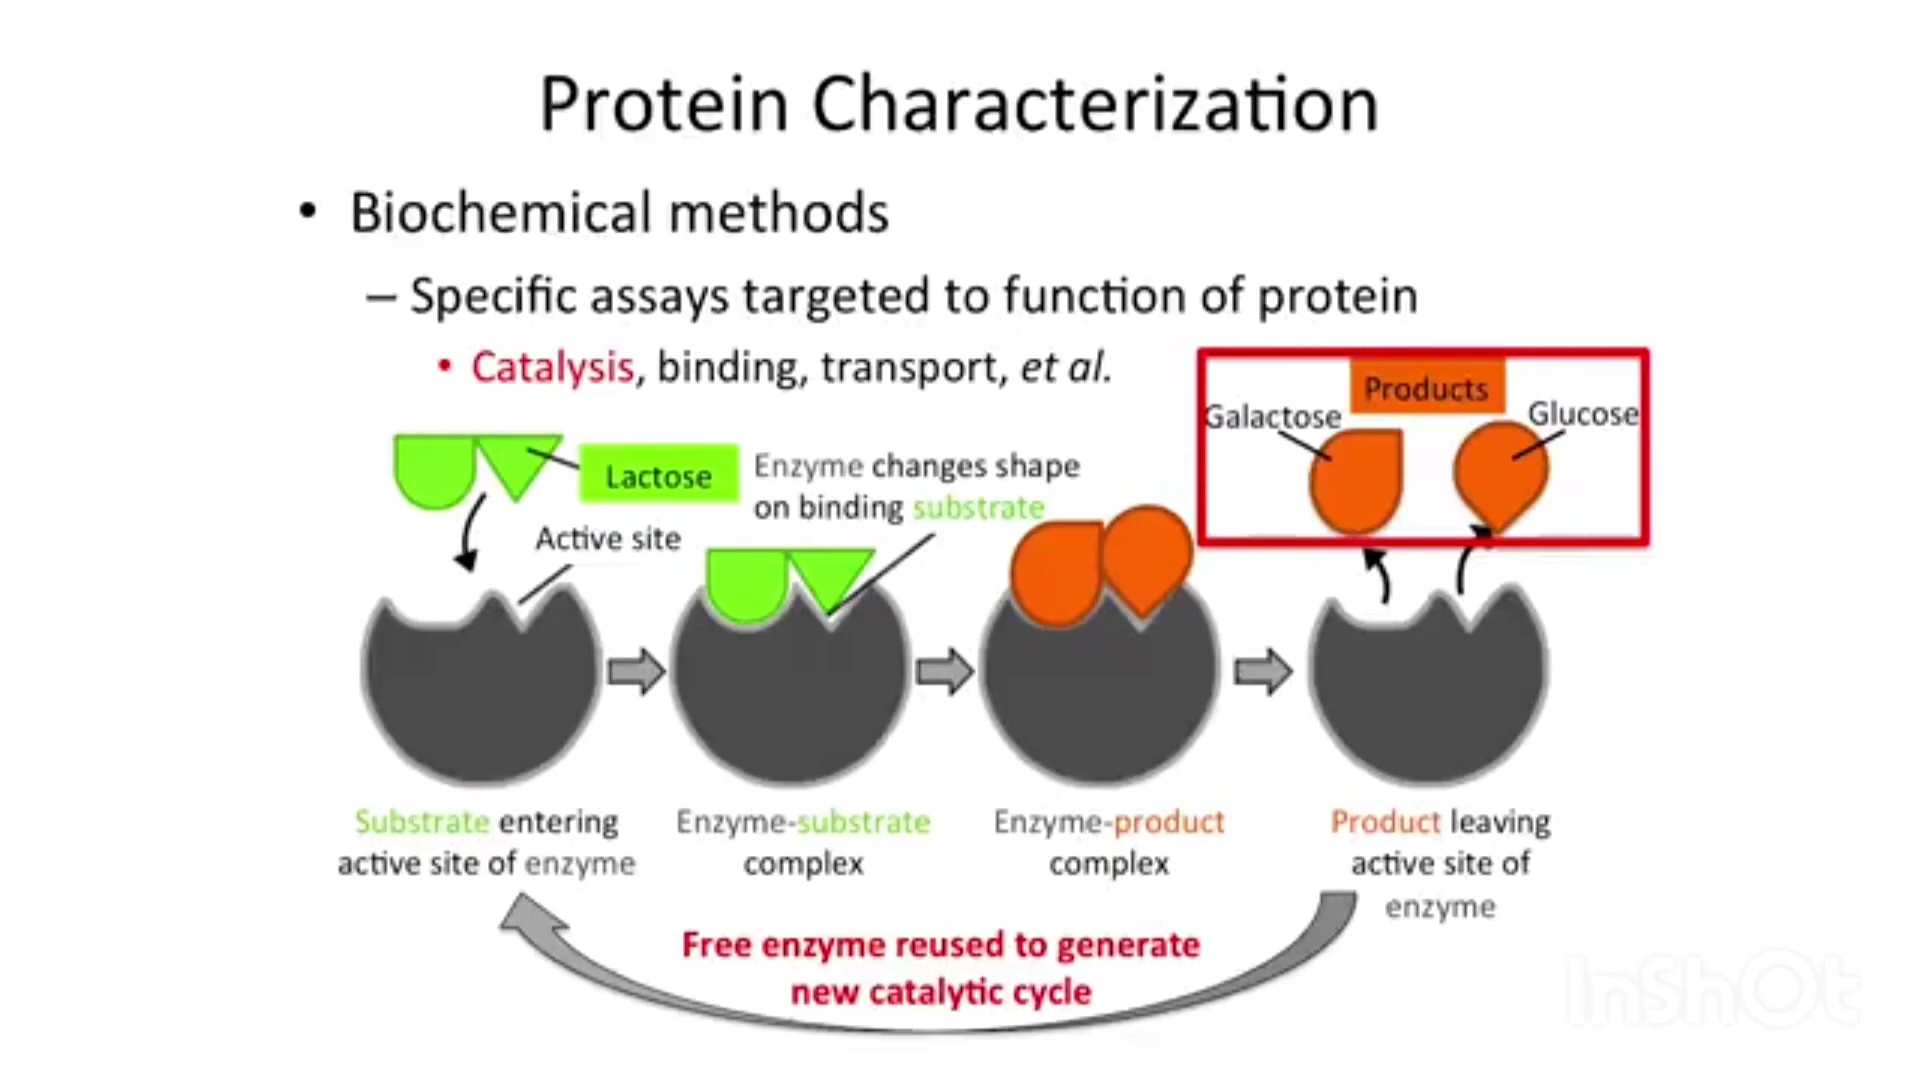 Protein Characterization
• Biochemical methods
– Specific assays targeted to function of protein
• Catalysis, binding, transport, et al.
Products
Galactose
Glucose
Lactose
Enzyme changes shape
on binding substrate
Active site
Substrate entering
active site of enzyme
Enzyme-substrate
complex
Enzyme-product
complex
Product leaving
active site of
enzyme
Free enzyme reused to generate
new catalytic cycle
InShOt